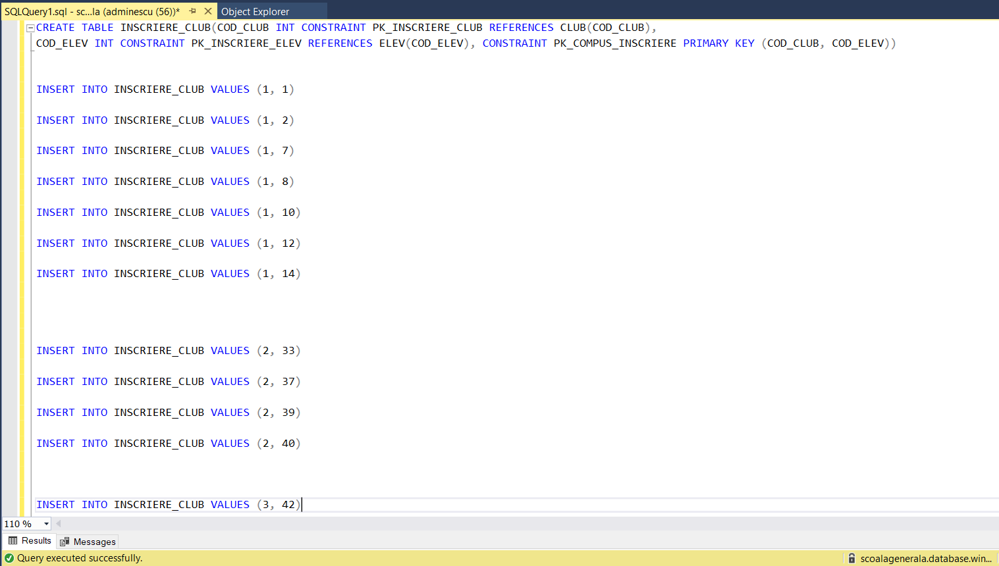 SQLQuery1.sql - sc...la (adminescu (56))* Object Explorer
CREATE TABLE INSCRIERE_CLUB(COD_CLUB INT CONSTRAINT PK_INSCRIERE_CLUB REFERENCES CLUB(COD_CLUB),
COD_ELEV INT CONSTRAINT PK_INSCRIERE_ELEV REFERENCES ELEV(COD_ELEV), CONSTRAINT PK_COMPUS_INSCRIERE PRIMARY KEY (COD_CLUB, COD_ELEV))
INSERT INTO INSCRIERE_CLUB VALUES (1, 1)
INSERT INTO INSCRIERE_CLUB VALUES (1, 2)
INSERT INTO INSCRIERE_CLUB VALUES (1, 7)
INSERT INTO INSCRIERE_CLUB VALUES (1, 8)
INSERT INTO INSCRIERE_CLUB VALUES (1, 10)
INSERT INTO INSCRIERE_CLUB VALUES (1, 12)
INSERT INTO INSCRIERE_CLUB VALUES (1, 14)
INSERT INTO INSCRIERE_CLUB VALUES (2, 33)
INSERT INTO INSCRIERE_CLUB VALUES (2, 37)
INSERT INTO INSCRIERE_CLUB VALUES (2, 39)
INSERT INTO INSCRIERE_CLUB VALUES (2, 40)
INSERT INTO INSCRIERE_CLUB VALUES (3, 42)
110 %
Results Messages
Query executed successfully. scoalagenerala.database.win...